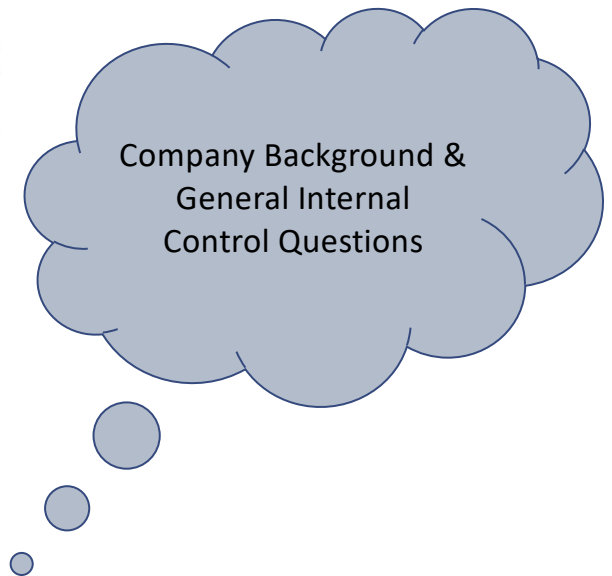 Company Background &
General Internal
Control Questions